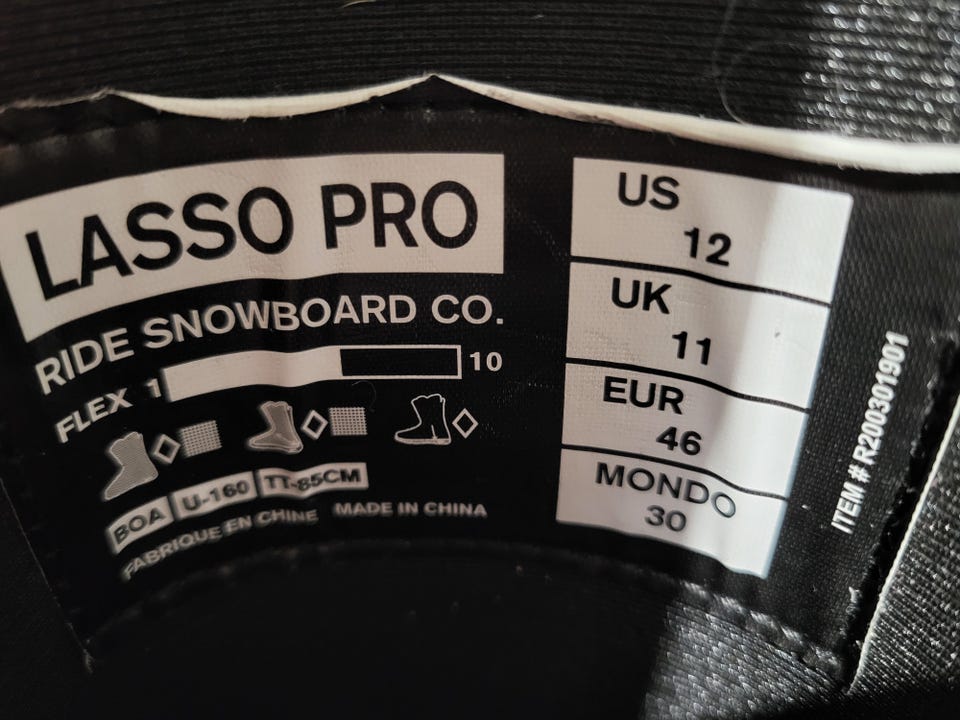 LASSO PRO
RIDE SNOWBOARD CO.
FLEX 1 10
BOA U-160 TT-85CM
FABRIQUE EN CHINE MADE IN CHINA
US
12
UK
11
EUR
46
MONDO
30
ITEM # R200301901